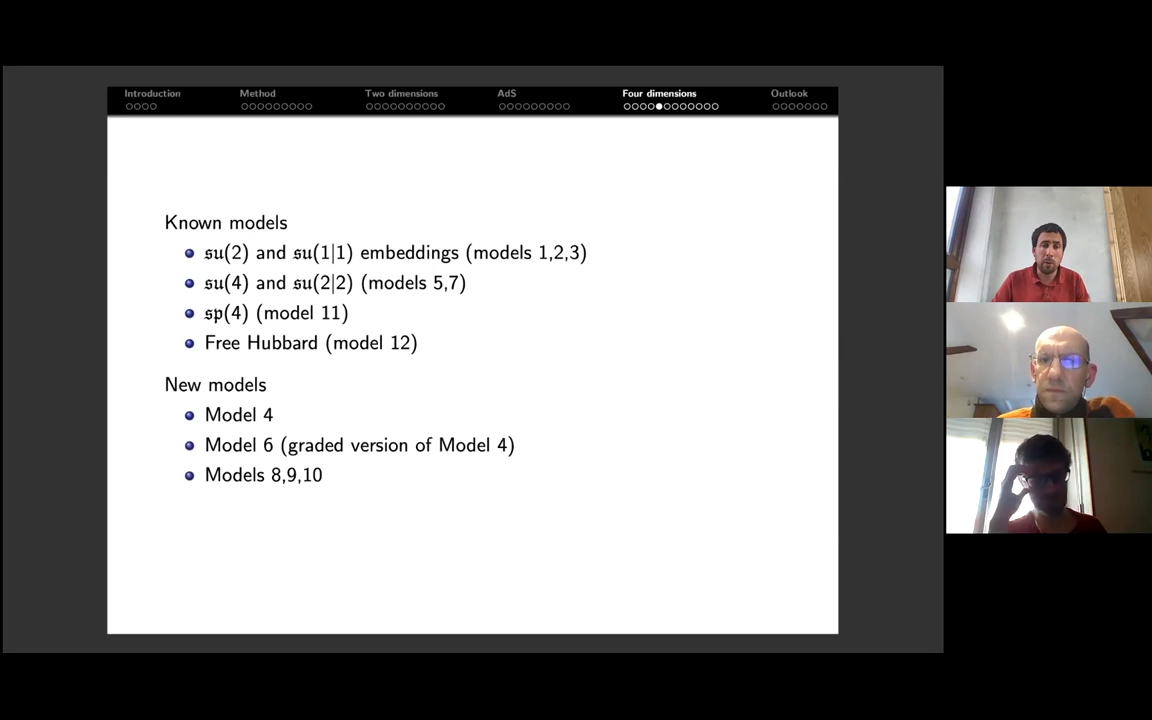 Introduction Method Two dimensions AdS Four dimensions Outlook
Known models
𝔰𝔲(2) and 𝔰𝔲(1|1) embeddings (models 1,2,3)
𝔰𝔲(4) and 𝔰𝔲(2|2) (models 5,7)
𝔰𝔭(4) (model 11)
Free Hubbard (model 12)
New models
Model 4
Model 6 (graded version of Model 4)
Models 8,9,10